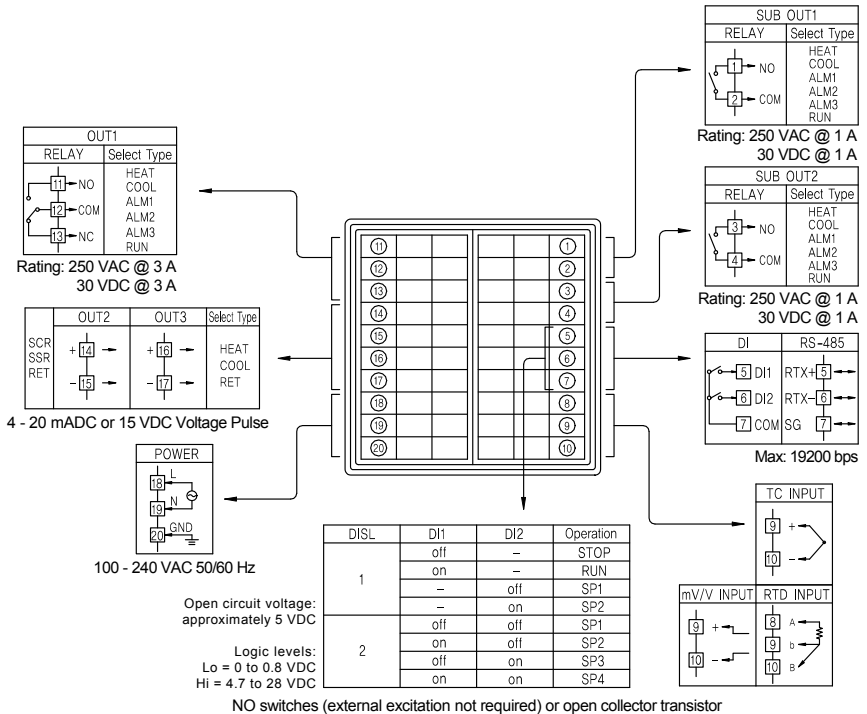 SUB OUT1
RELAY Select Type
1 NO
2 COM
HEAT
COOL
ALM1
ALM2
ALM3
RUN
Rating: 250 VAC @ 1 A
30 VDC @ 1 A
OUT1
RELAY Select Type
11 NO
12 COM
13 NC
HEAT
COOL
ALM1
ALM2
ALM3
RUN
Rating: 250 VAC @ 3 A
30 VDC @ 3 A
SUB OUT2
RELAY Select Type
3 NO
4 COM
HEAT
COOL
ALM1
ALM2
ALM3
RUN
Rating: 250 VAC @ 1 A
30 VDC @ 1 A
11 1
12 2
13 3
14 4
15 5
16 6
17 7
18 8
19 9
20 10
OUT2 OUT3 Select Type
SCR
SSR
RET
+ 14 + 16
- 15 - 17
HEAT
COOL
RET
4 - 20 mADC or 15 VDC Voltage Pulse
DI RS-485
5 DI1 RTX+ 5
6 DI2 RTX- 6
7 COM SG 7
Max: 19200 bps
POWER
18 L
19 N
20 GND
100 - 240 VAC 50/60 Hz
TC INPUT
9 +
10 -
mV/V INPUT RTD INPUT
9 +
10 -
8 A
9 b
10 B
Open circuit voltage:
approximately 5 VDC
Logic levels:
Lo = 0 to 0.8 VDC
Hi = 4.7 to 28 VDC
DISL DI1 DI2 Operation
1 off – STOP
on – RUN
– off SP1
– on SP2
2 off off SP1
on off SP2
off on SP3
on on SP4
NO switches (external excitation not required) or open collector transistor